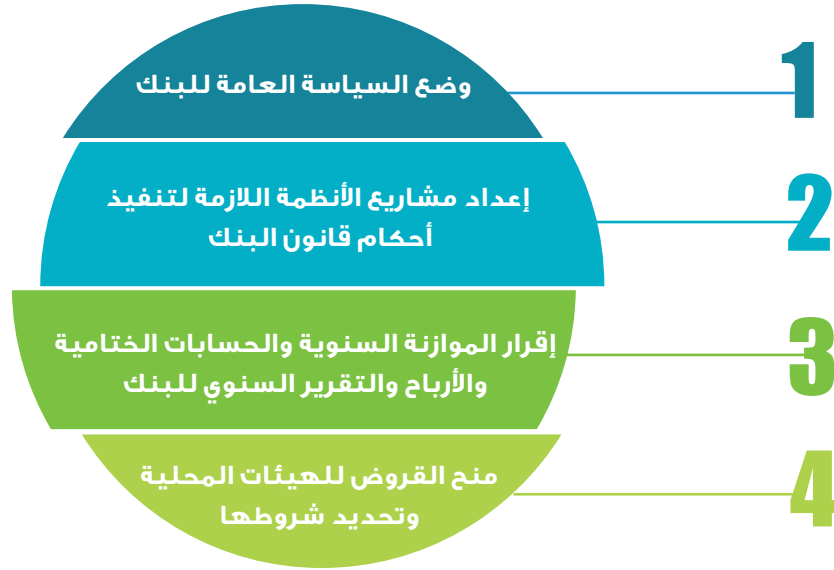 1
وضع السياسة العامة للبنك
2
إعداد مشاريع الأنظمة اللازمة لتنفيذ
أحكام قانون البنك
3
إقرار الموازنة السنوية والحسابات الختامية
والأرباح والتقرير السنوي للبنك
4
منح القروض للهيئات المحلية
وتحديد شروطها